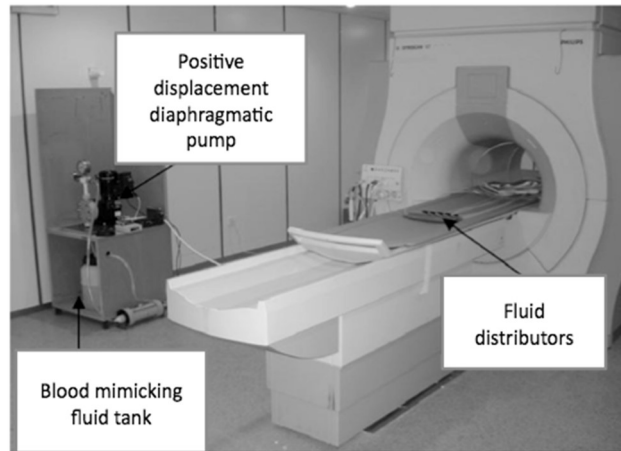 Positive
displacement
diaphragmatic
pump
PHILIPS
Fluid
distributors
Blood mimicking
fluid tank